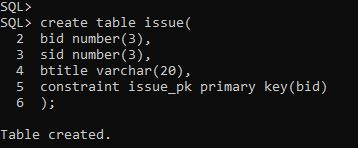 SQL>
SQL> create table issue(
2 bid number(3),
3 sid number(3),
4 btitle varchar(20),
5 constraint issue_pk primary key(bid)
6 );
Table created.